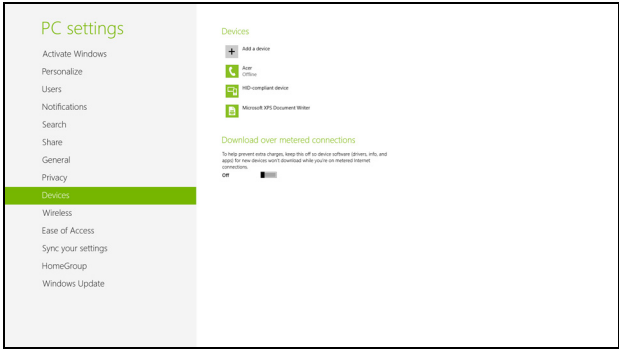 PC settings
Activate Windows
Personalize
Users
Notifications
Search
Share
General
Privacy
Devices
Wireless
Ease of Access
Sync your settings
HomeGroup
Windows Update
Devices
Add a device
Acer
Offline
HID-compliant device
Microsoft XPS Document Writer
Download over metered connections
To help prevent extra charges, keep this off so device software (drivers, info, and
apps) for new devices won't download while you're on metered Internet
connections.
Off